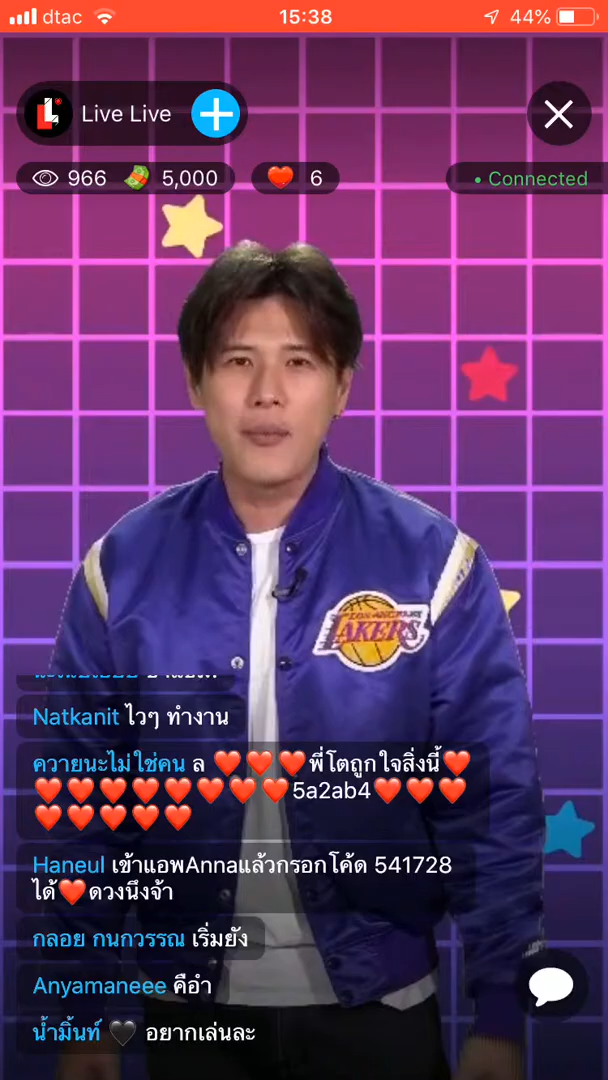 dtac
15:38
44%
Live Live
966
5,000
6
• Connected
LOS ANGELES
LAKERS
Natkanit ไวๆ ทำงาน
ควายนะไม่ใช่คน ล ❤️❤️❤️พี่โตถูกใจสิ่งนี้❤️
❤️❤️❤️❤️❤️❤️❤️❤️5a2ab4❤️❤️❤️
❤️❤️❤️❤️❤️
Haneul เข้าแอพAnnaแล้วกรอกโค้ด 541728
ได้❤️ดวงนึงจ้า
กลอย กนกวรรณ เริ่มยัง
Anyamaneee คือำ
น้ำมิ้นท์ 🖤 อยากเล่นละ